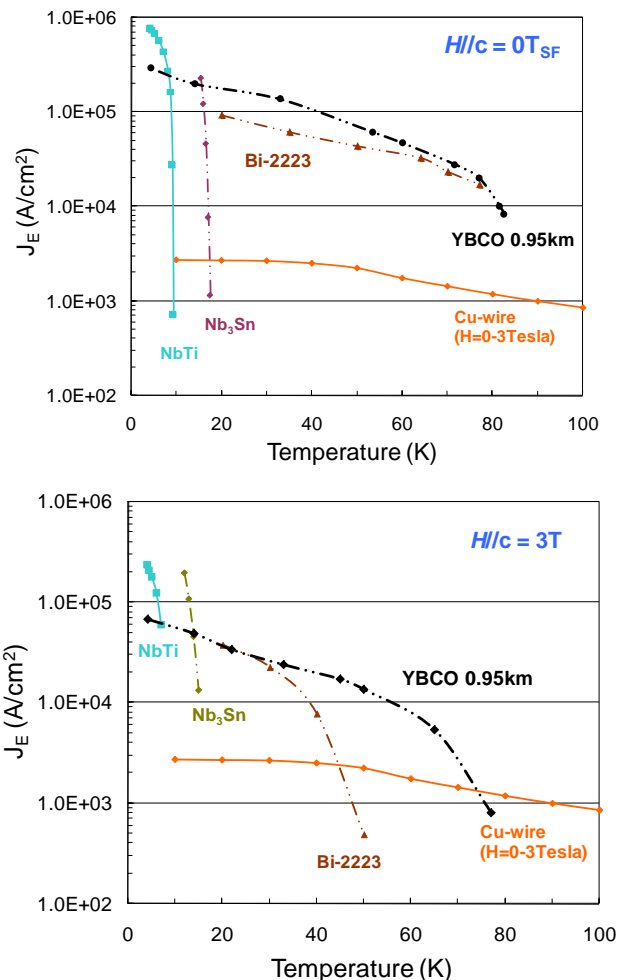 1.0E+06
H//c = 0T_SF
1.0E+05
Bi-2223
J_E (A/cm²)
1.0E+04
YBCO 0.95km
1.0E+03
Nb₃Sn
Cu-wire
(H=0-3Tesla)
NbTi
1.0E+02
0 20 40 60 80 100
Temperature (K)
1.0E+06
H//c = 3T
1.0E+05
NbTi
YBCO 0.95km
J_E (A/cm²)
Nb₃Sn
1.0E+04
1.0E+03
Cu-wire
(H=0-3Tesla)
Bi-2223
1.0E+02
0 20 40 60 80 100
Temperature (K)